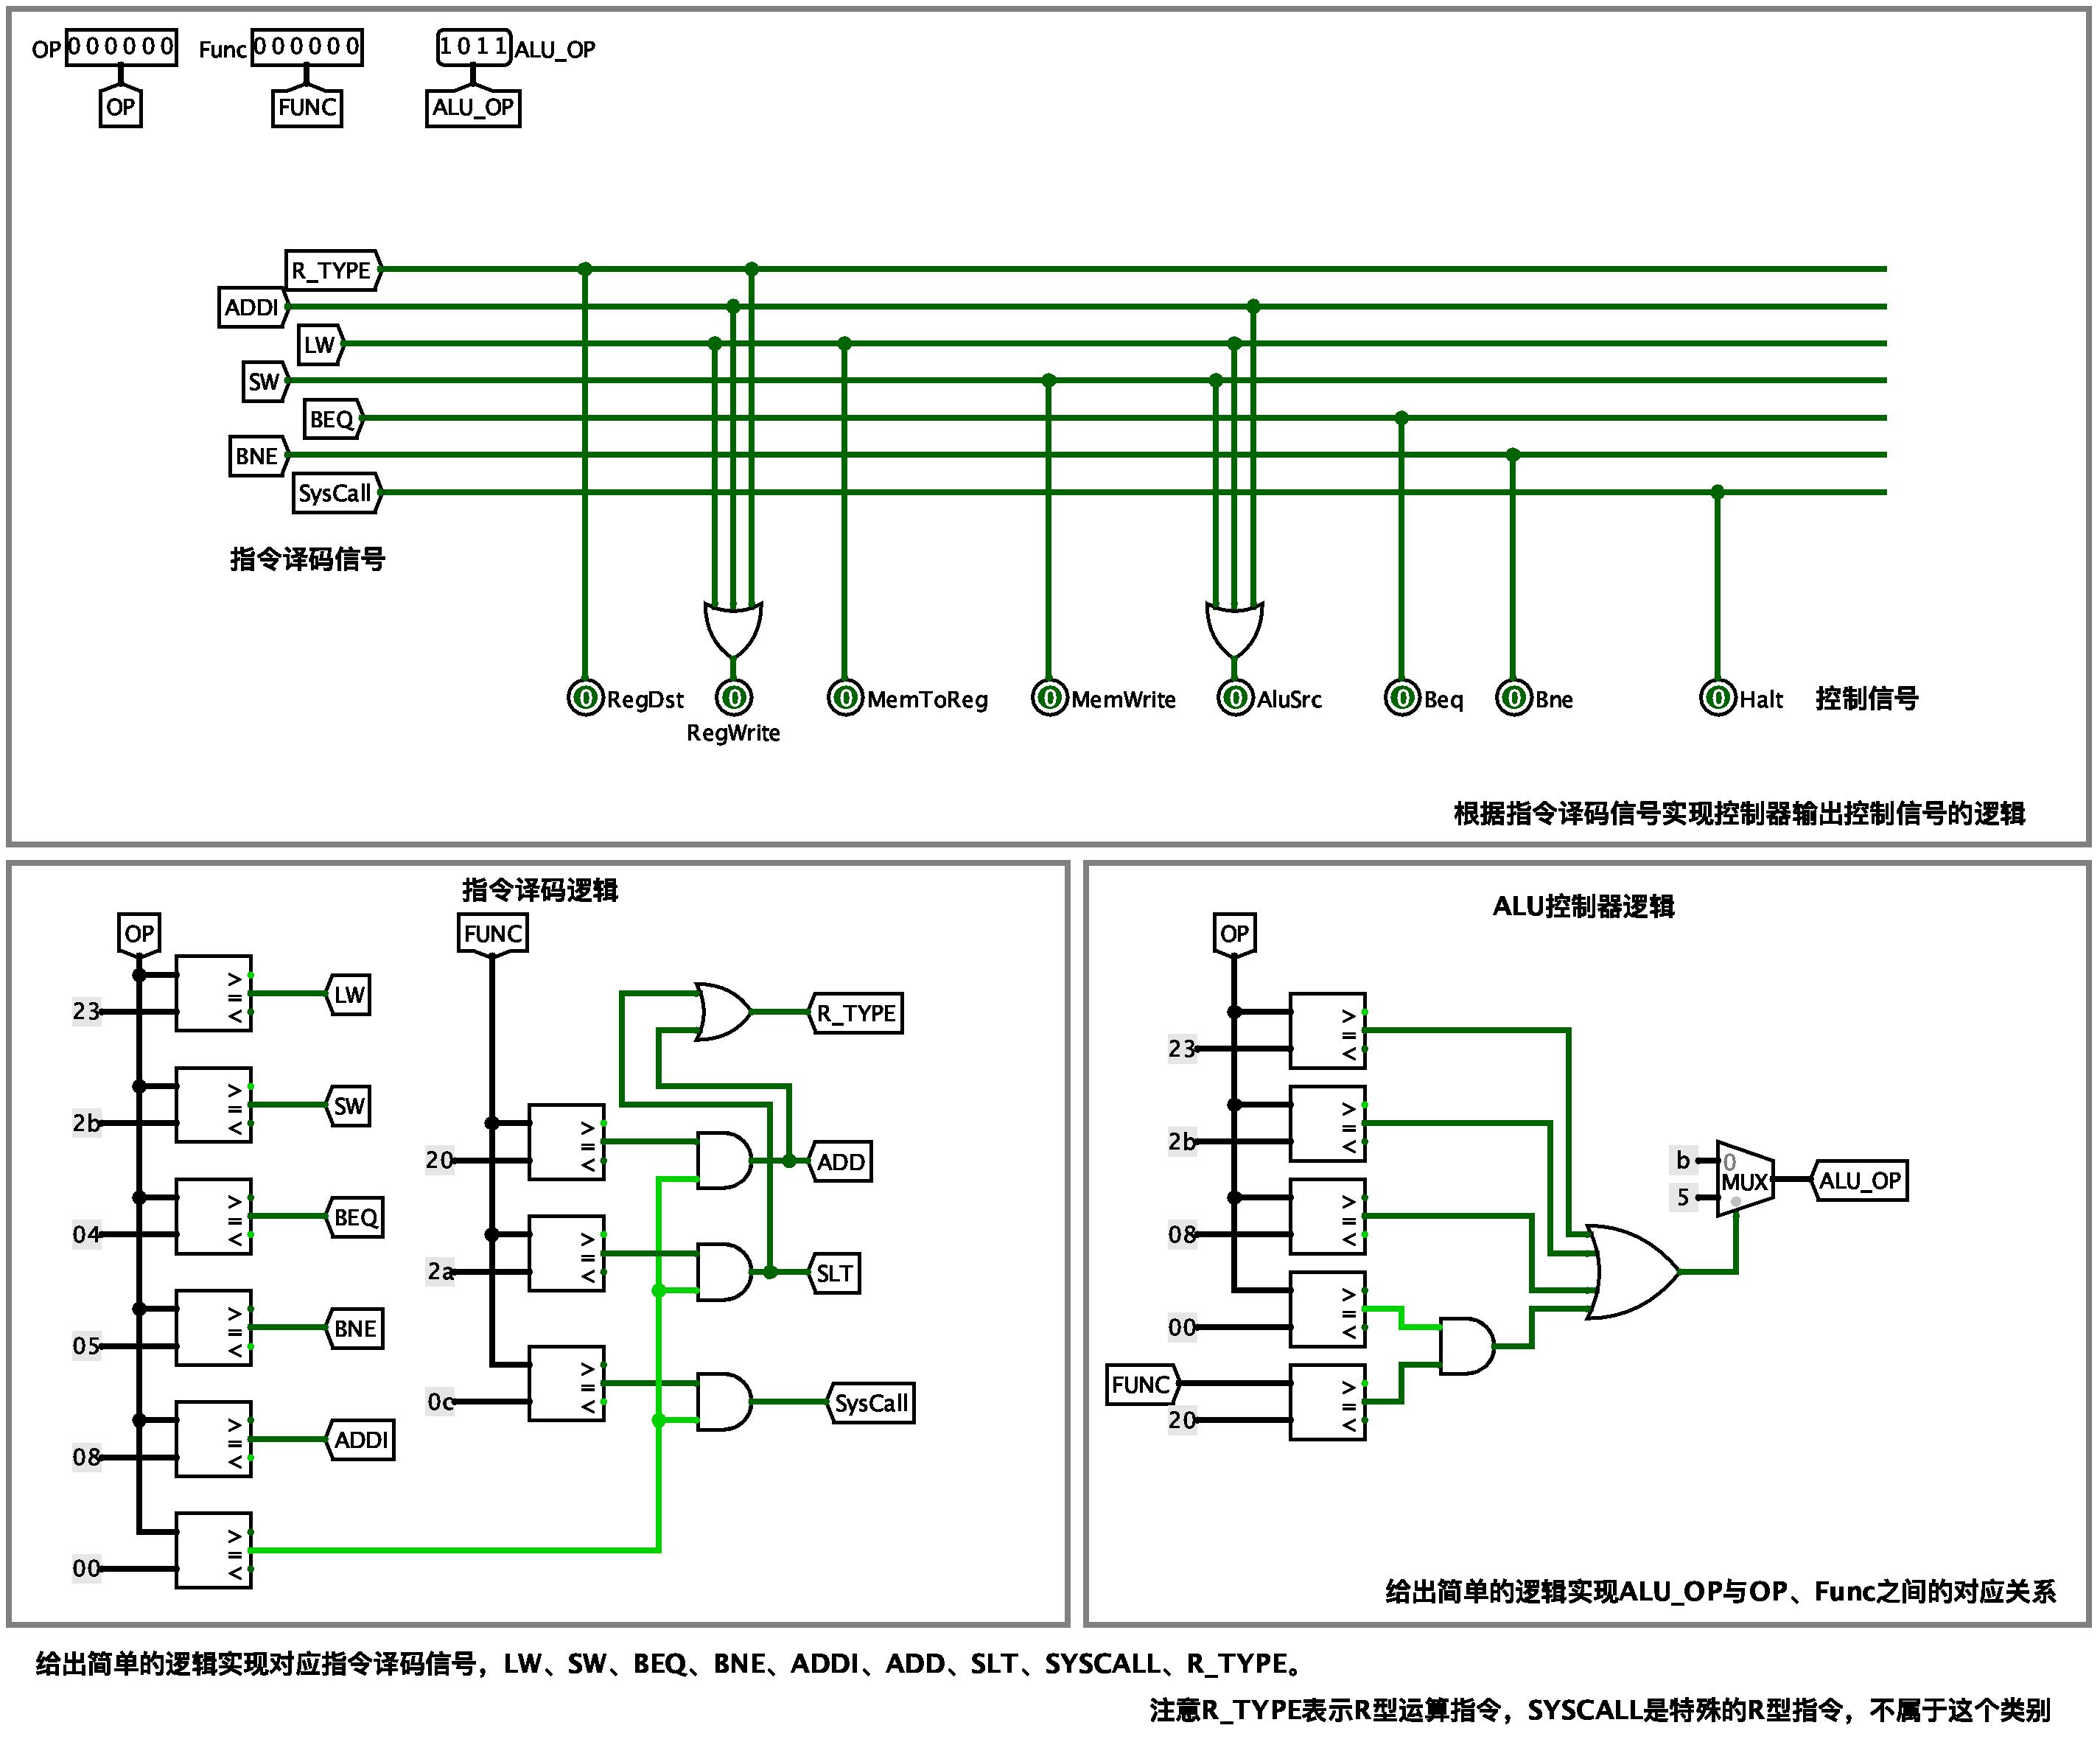 OP 000000 Func 000000 1011 ALU_OP
OP FUNC ALU_OP
R_TYPE
ADDI
LW
SW
BEQ
BNE
SysCall
指令译码信号
0 RegDst 0 0 MemToReg 0 MemWrite 0 AluSrc 0 Beq 0 Bne 0 Halt 控制信号
RegWrite
根据指令译码信号实现控制器输出控制信号的逻辑
指令译码逻辑
OP
FUNC
23
>
=
<
LW
2b
>
=
<
SW
04
>
=
<
BEQ
05
>
=
<
BNE
08
>
=
<
ADDI
00
>
=
<
R_TYPE
20
>
=
<
ADD
2a
>
=
<
SLT
0c
>
=
<
SysCall
ALU控制器逻辑
OP
23
>
=
<
2b
>
=
<
08
>
=
<
00
>
=
<
FUNC
20
>
=
<
b
5
0
MUX
ALU_OP
给出简单的逻辑实现ALU_OP与OP、Func之间的对应关系
给出简单的逻辑实现对应指令译码信号，LW、SW、BEQ、BNE、ADDI、ADD、SLT、SYSCALL、R_TYPE。
注意R_TYPE表示R型运算指令，SYSCALL是特殊的R型指令，不属于这个类别